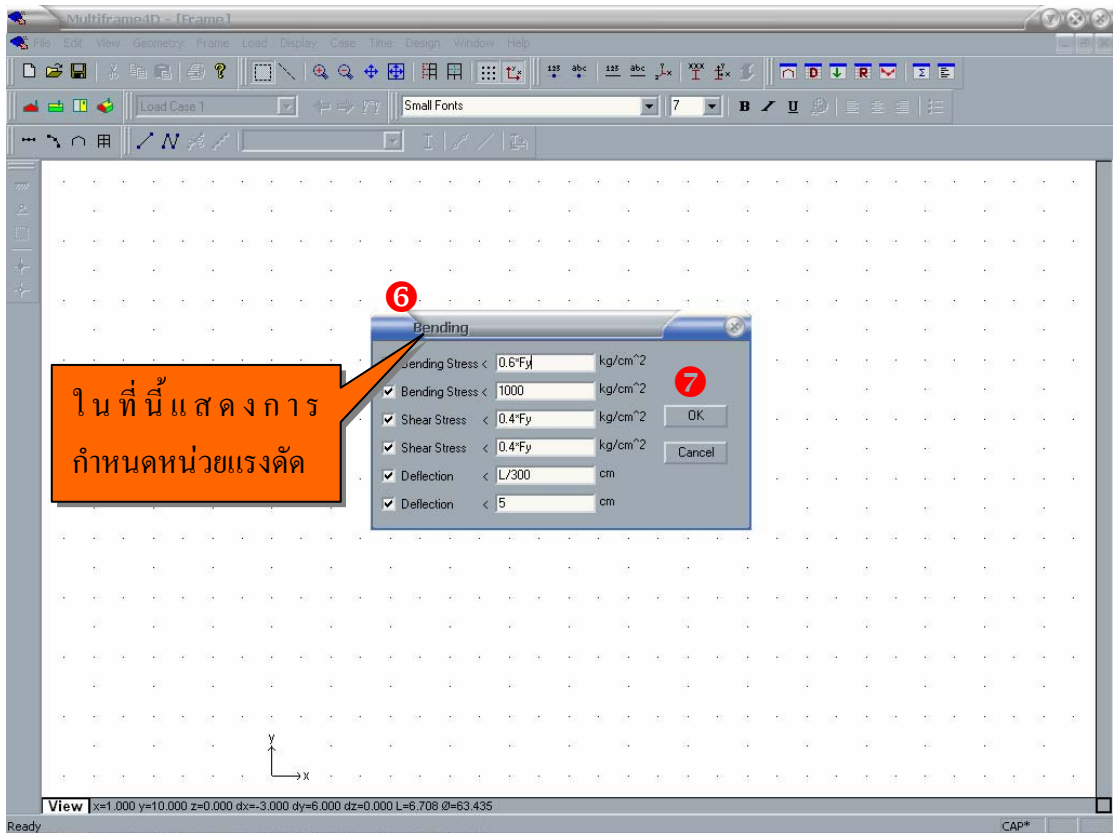 Multiframe4D - [Frame]
File Edit View Geometry Frame Load Display Case Time Design Window Help
Load Case 1
Small Fonts
7
B
U
6
Bending
Bending Stress < 0.6*Fy kg/cm^2
Bending Stress < 1000 kg/cm^2
Shear Stress < 0.4*Fy kg/cm^2
Shear Stress < 0.4*Fy kg/cm^2
Deflection < L/300 cm
Deflection < 5 cm
7
OK
Cancel
ในที่นี้แสดงการ
กำหนดหน่วยแรงดัด
y
x
View x=1.000 y=10.000 z=0.000 dx=-3.000 dy=6.000 dz=0.000 L=6.708 Ø=63.435
Ready
CAP*